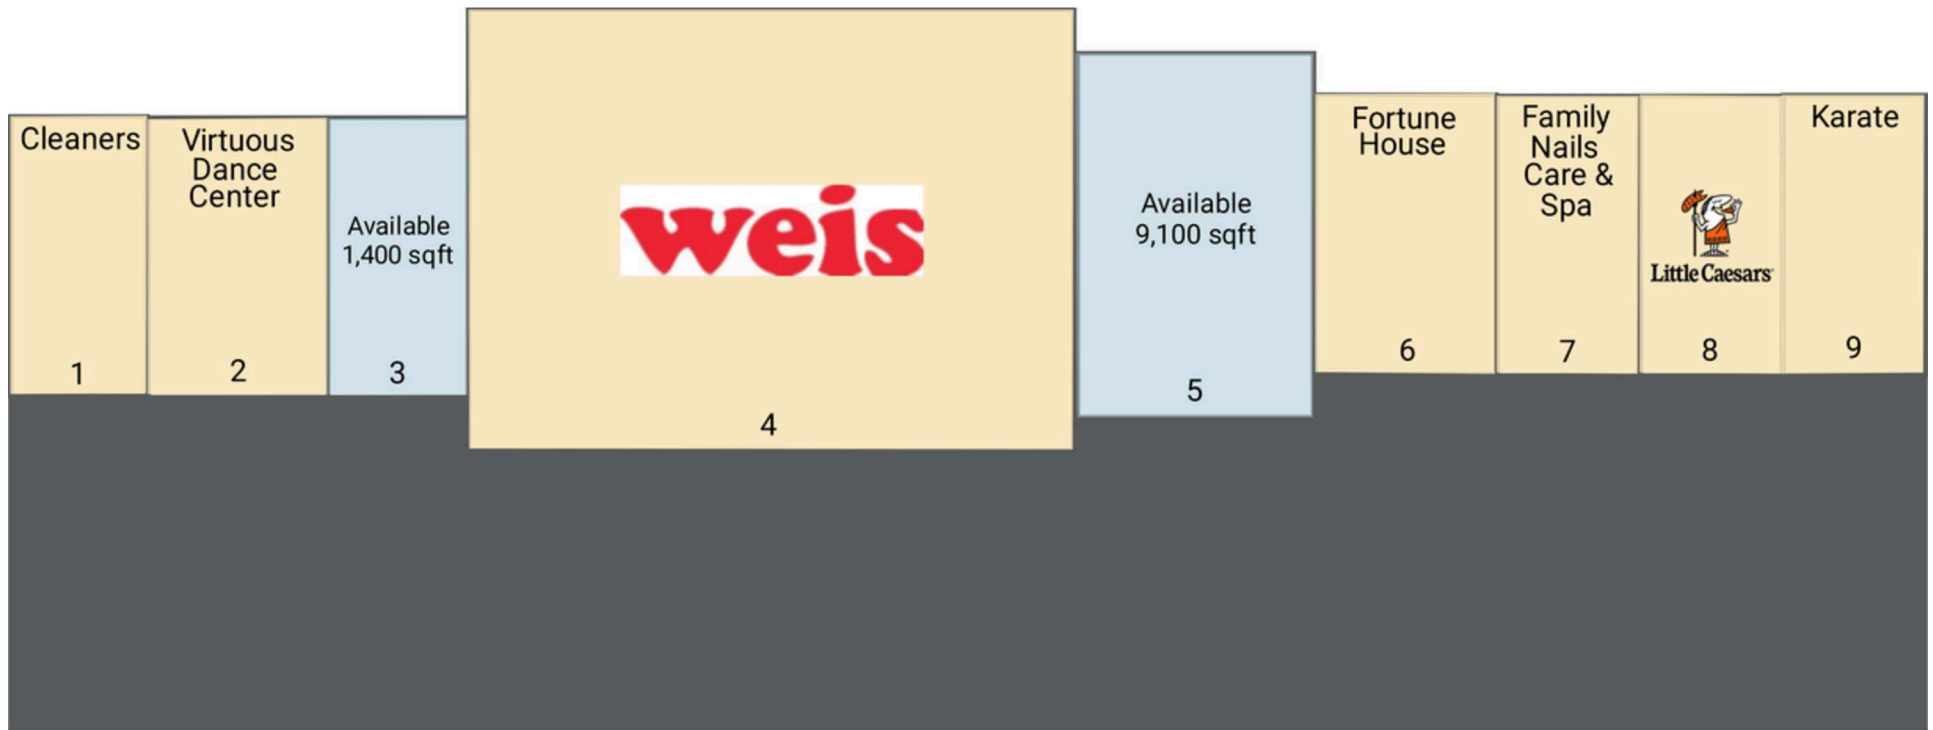 Cleaners
1
Virtuous
Dance
Center
2
Available
1,400 sqft
3
weis
4
Available
9,100 sqft
5
Fortune
House
6
Family
Nails
Care &
Spa
7
Little Caesars
8
Karate
9